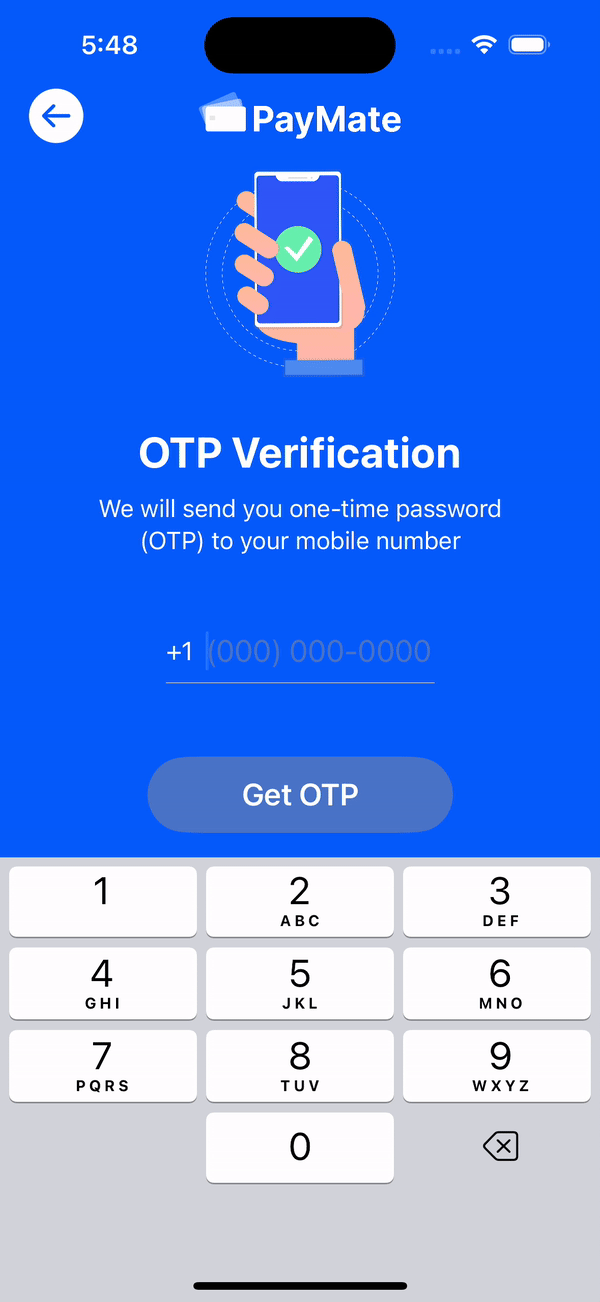 5:48
PayMate
OTP Verification
We will send you one-time password
(OTP) to your mobile number
+1 (000) 000-0000
Get OTP
1 2 3
ABC DEF
4 5 6
GHI JKL MNO
7 8 9
PQRS TUV WXYZ
0